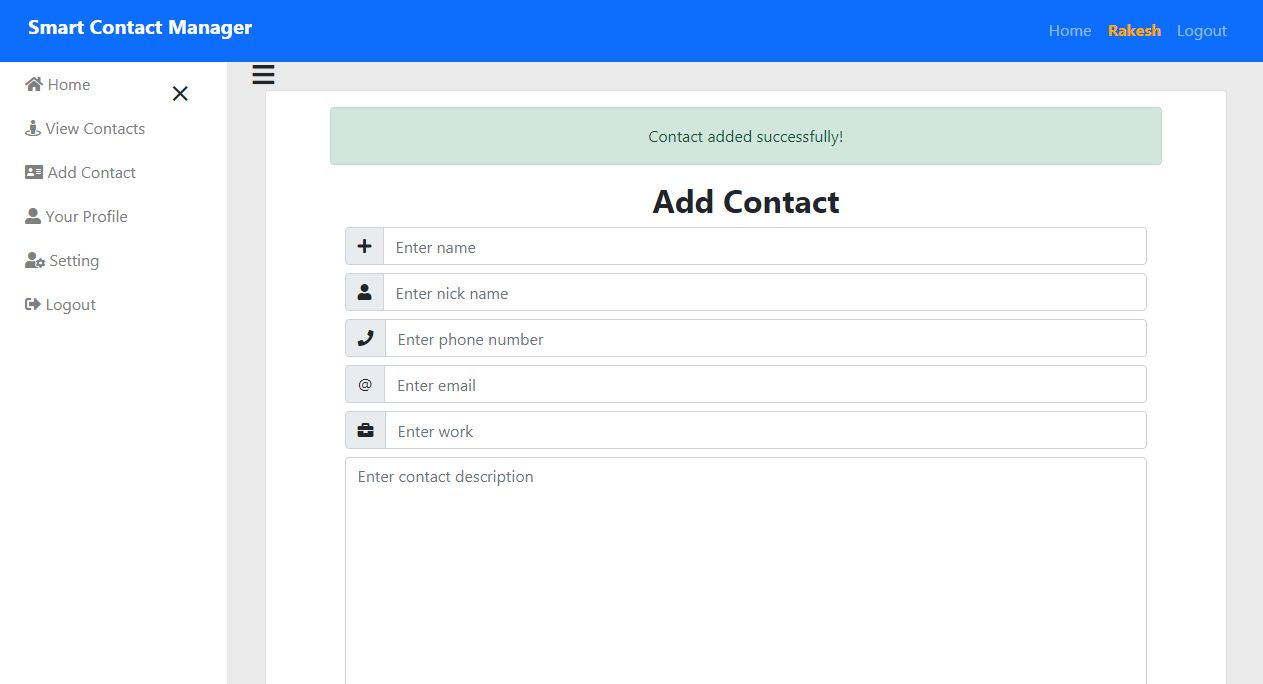 Smart Contact Manager
Home Rakesh Logout
Home
View Contacts
Add Contact
Your Profile
Setting
Logout
Contact added successfully!
Add Contact
Enter name
Enter nick name
Enter phone number
@ Enter email
Enter work
Enter contact description